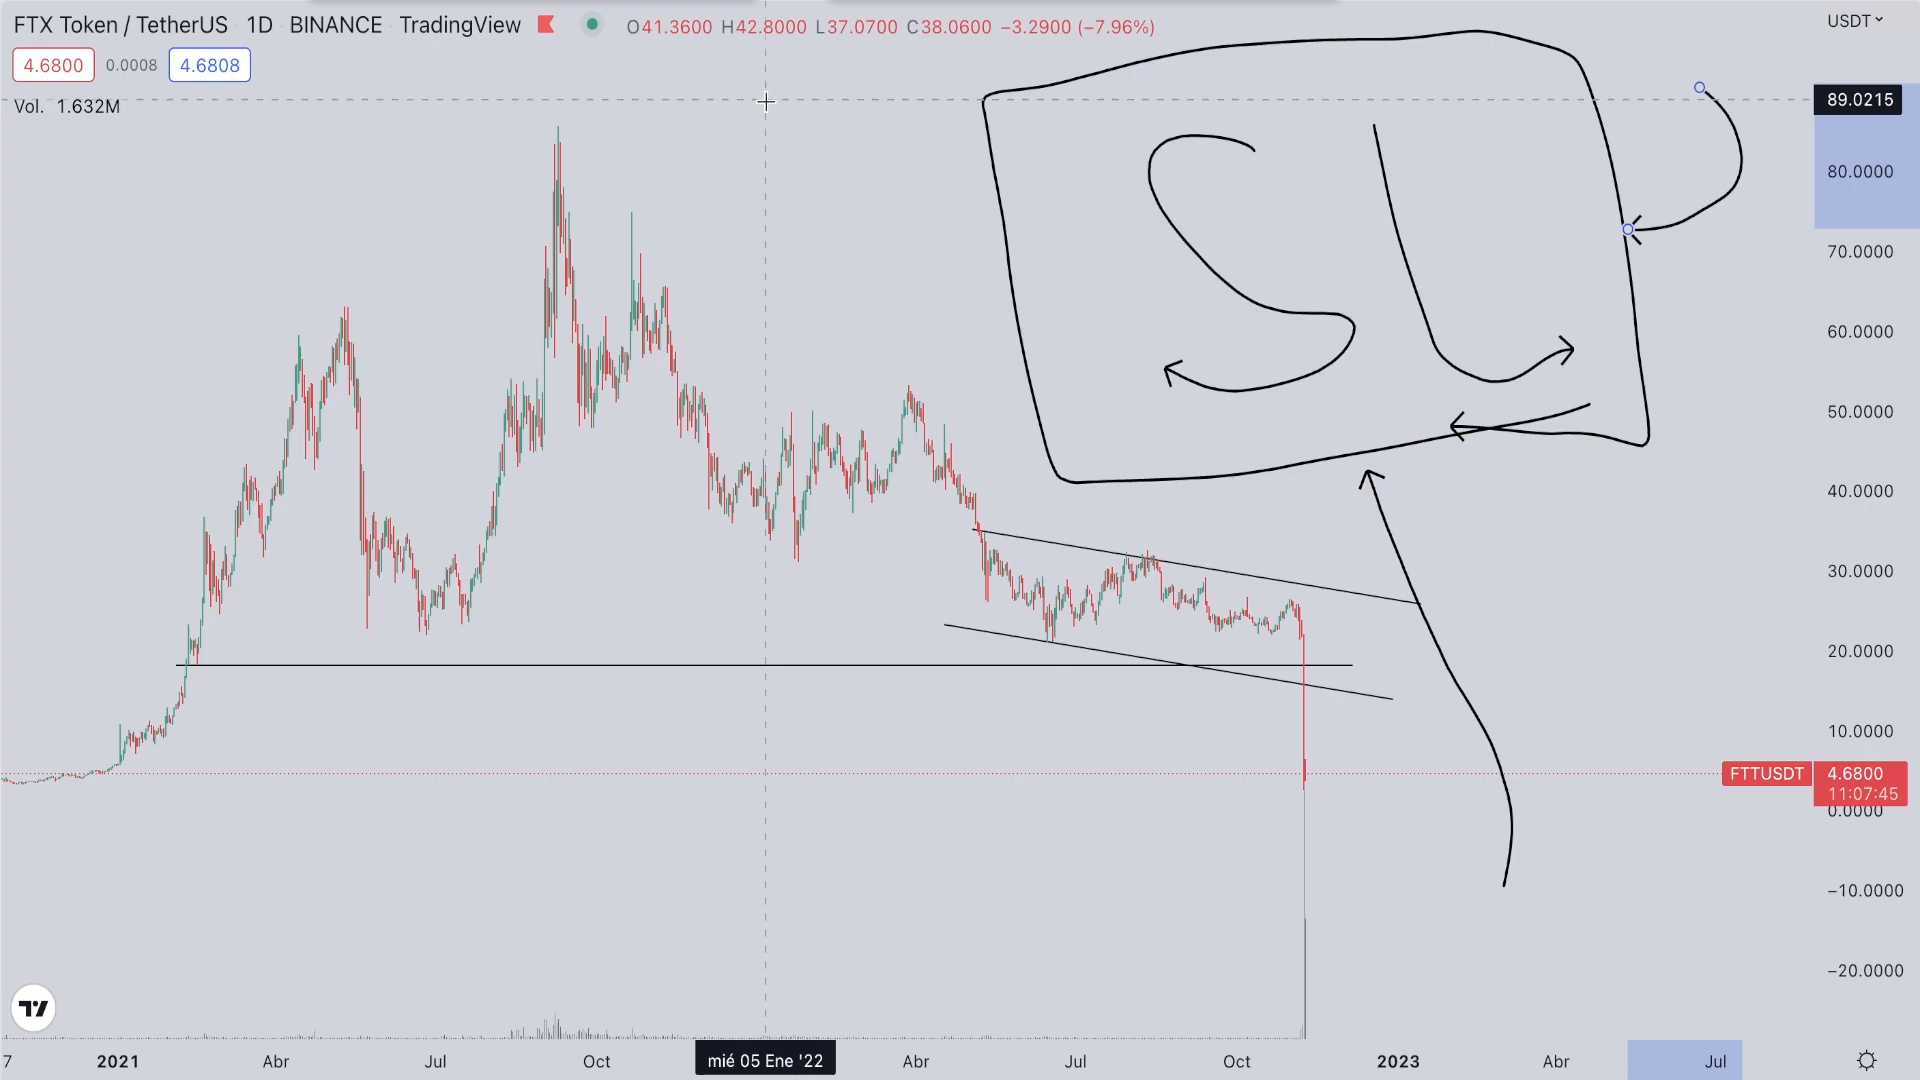 FTX Token / TetherUS 1D BINANCE TradingView O41.3600 H42.8000 L37.0700 C38.0600 −3.2900 (−7.96%)
USDT
4.6800 0.0008 4.6808
Vol. 1.632M
89.0215
80.0000
70.0000
60.0000
50.0000
40.0000
30.0000
20.0000
10.0000
FTTUSDT 4.6800
11:07:45
0.0000
−10.0000
−20.0000
7 2021 Abr Jul Oct mié 05 Ene '22 Abr Jul Oct 2023 Abr Jul